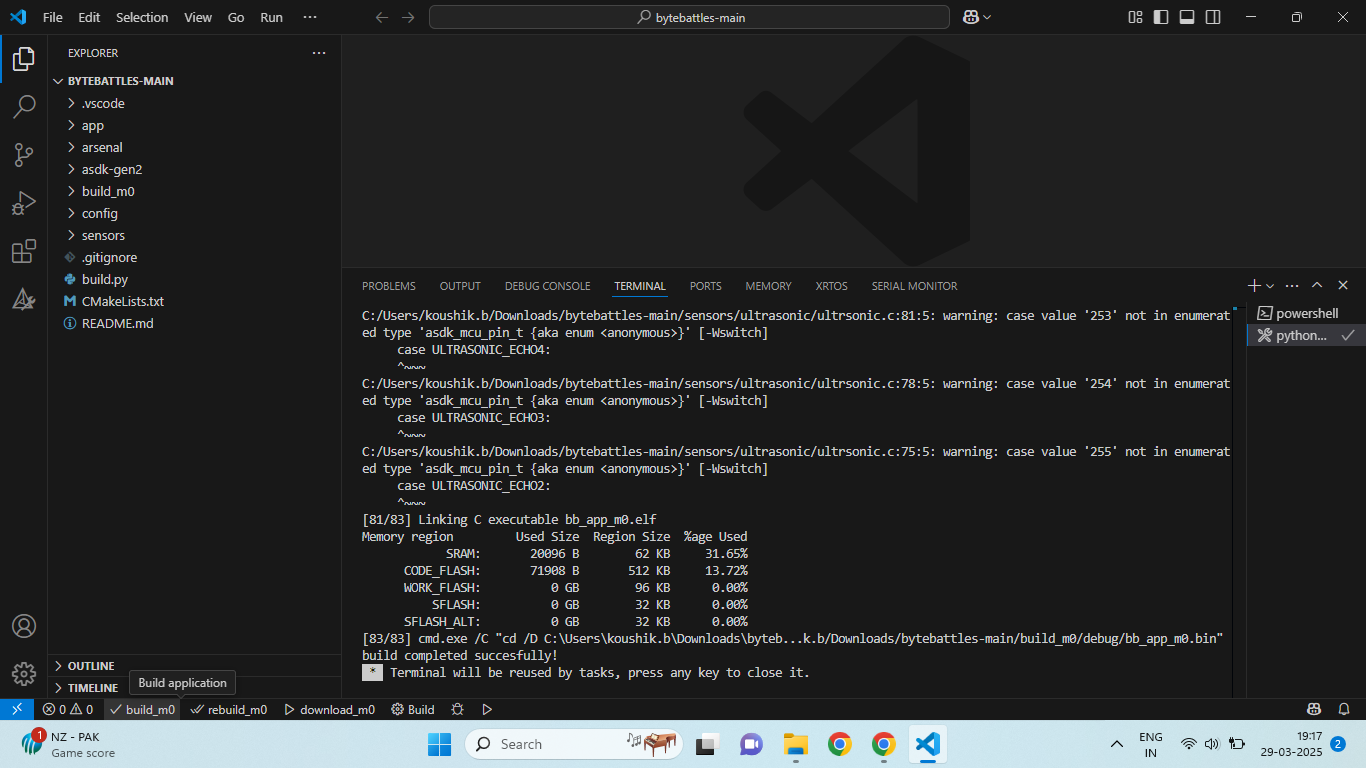 File Edit Selection View Go Run ···
bytebattles-main
EXPLORER ···
BYTEBATTLES-MAIN
.vscode
app
arsenal
asdk-gen2
build_m0
config
sensors
.gitignore
build.py
CMakeLists.txt
README.md
OUTLINE
TIMELINE
Build application
PROBLEMS OUTPUT DEBUG CONSOLE TERMINAL PORTS MEMORY XRTOS SERIAL MONITOR
powershell
python...
C:/Users/koushik.b/Downloads/bytebattles-main/sensors/ultrasonic/ultrsonic.c:81:5: warning: case value '253' not in enumerat
ed type 'asdk_mcu_pin_t {aka enum <anonymous>}' [-Wswitch]
case ULTRASONIC_ECHO4:
^~~~
C:/Users/koushik.b/Downloads/bytebattles-main/sensors/ultrasonic/ultrsonic.c:78:5: warning: case value '254' not in enumerat
ed type 'asdk_mcu_pin_t {aka enum <anonymous>}' [-Wswitch]
case ULTRASONIC_ECHO3:
^~~~
C:/Users/koushik.b/Downloads/bytebattles-main/sensors/ultrasonic/ultrsonic.c:75:5: warning: case value '255' not in enumerat
ed type 'asdk_mcu_pin_t {aka enum <anonymous>}' [-Wswitch]
case ULTRASONIC_ECHO2:
^~~~
[81/83] Linking C executable bb_app_m0.elf
Memory region Used Size Region Size %age Used
SRAM: 20096 B 62 KB 31.65%
CODE_FLASH: 71908 B 512 KB 13.72%
WORK_FLASH: 0 GB 96 KB 0.00%
SFLASH: 0 GB 32 KB 0.00%
SFLASH_ALT: 0 GB 32 KB 0.00%
[83/83] cmd.exe /C "cd /D C:\Users\koushik.b\Downloads\byteb...k.b/Downloads/bytebattles-main/build_m0/debug/bb_app_m0.bin"
build completed succesfully!
* Terminal will be reused by tasks, press any key to close it.
0 0 build_m0 rebuild_m0 download_m0 Build
1 NZ - PAK
Game score
Search
ENG
IN
19:17
29-03-2025
2